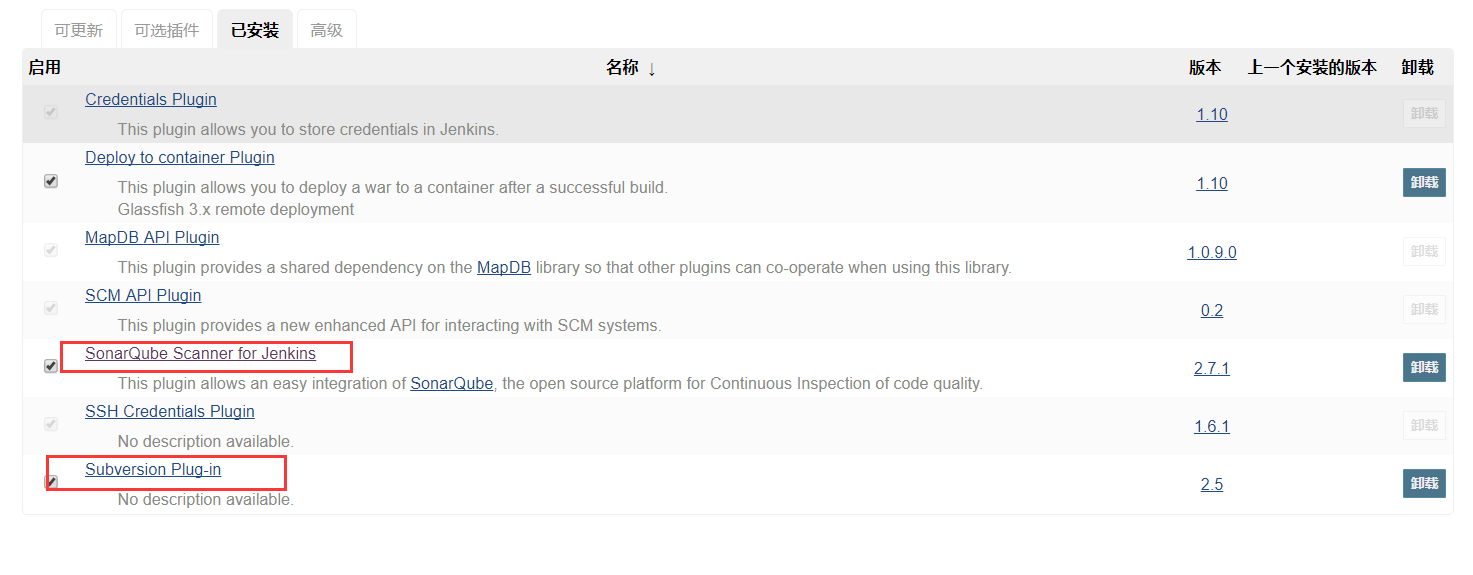 可更新 可选插件 已安装 高级
启用 名称 ↓ 版本 上一个安装的版本 卸载
Credentials Plugin
This plugin allows you to store credentials in Jenkins.
1.10 卸载
Deploy to container Plugin
This plugin allows you to deploy a war to a container after a successful build.
Glassfish 3.x remote deployment
1.10 卸载
MapDB API Plugin
This plugin provides a shared dependency on the MapDB library so that other plugins can co-operate when using this library.
1.0.9.0 卸载
SCM API Plugin
This plugin provides a new enhanced API for interacting with SCM systems.
0.2 卸载
SonarQube Scanner for Jenkins
This plugin allows an easy integration of SonarQube, the open source platform for Continuous Inspection of code quality.
2.7.1 卸载
SSH Credentials Plugin
No description available.
1.6.1 卸载
Subversion Plug-in
No description available.
2.5 卸载